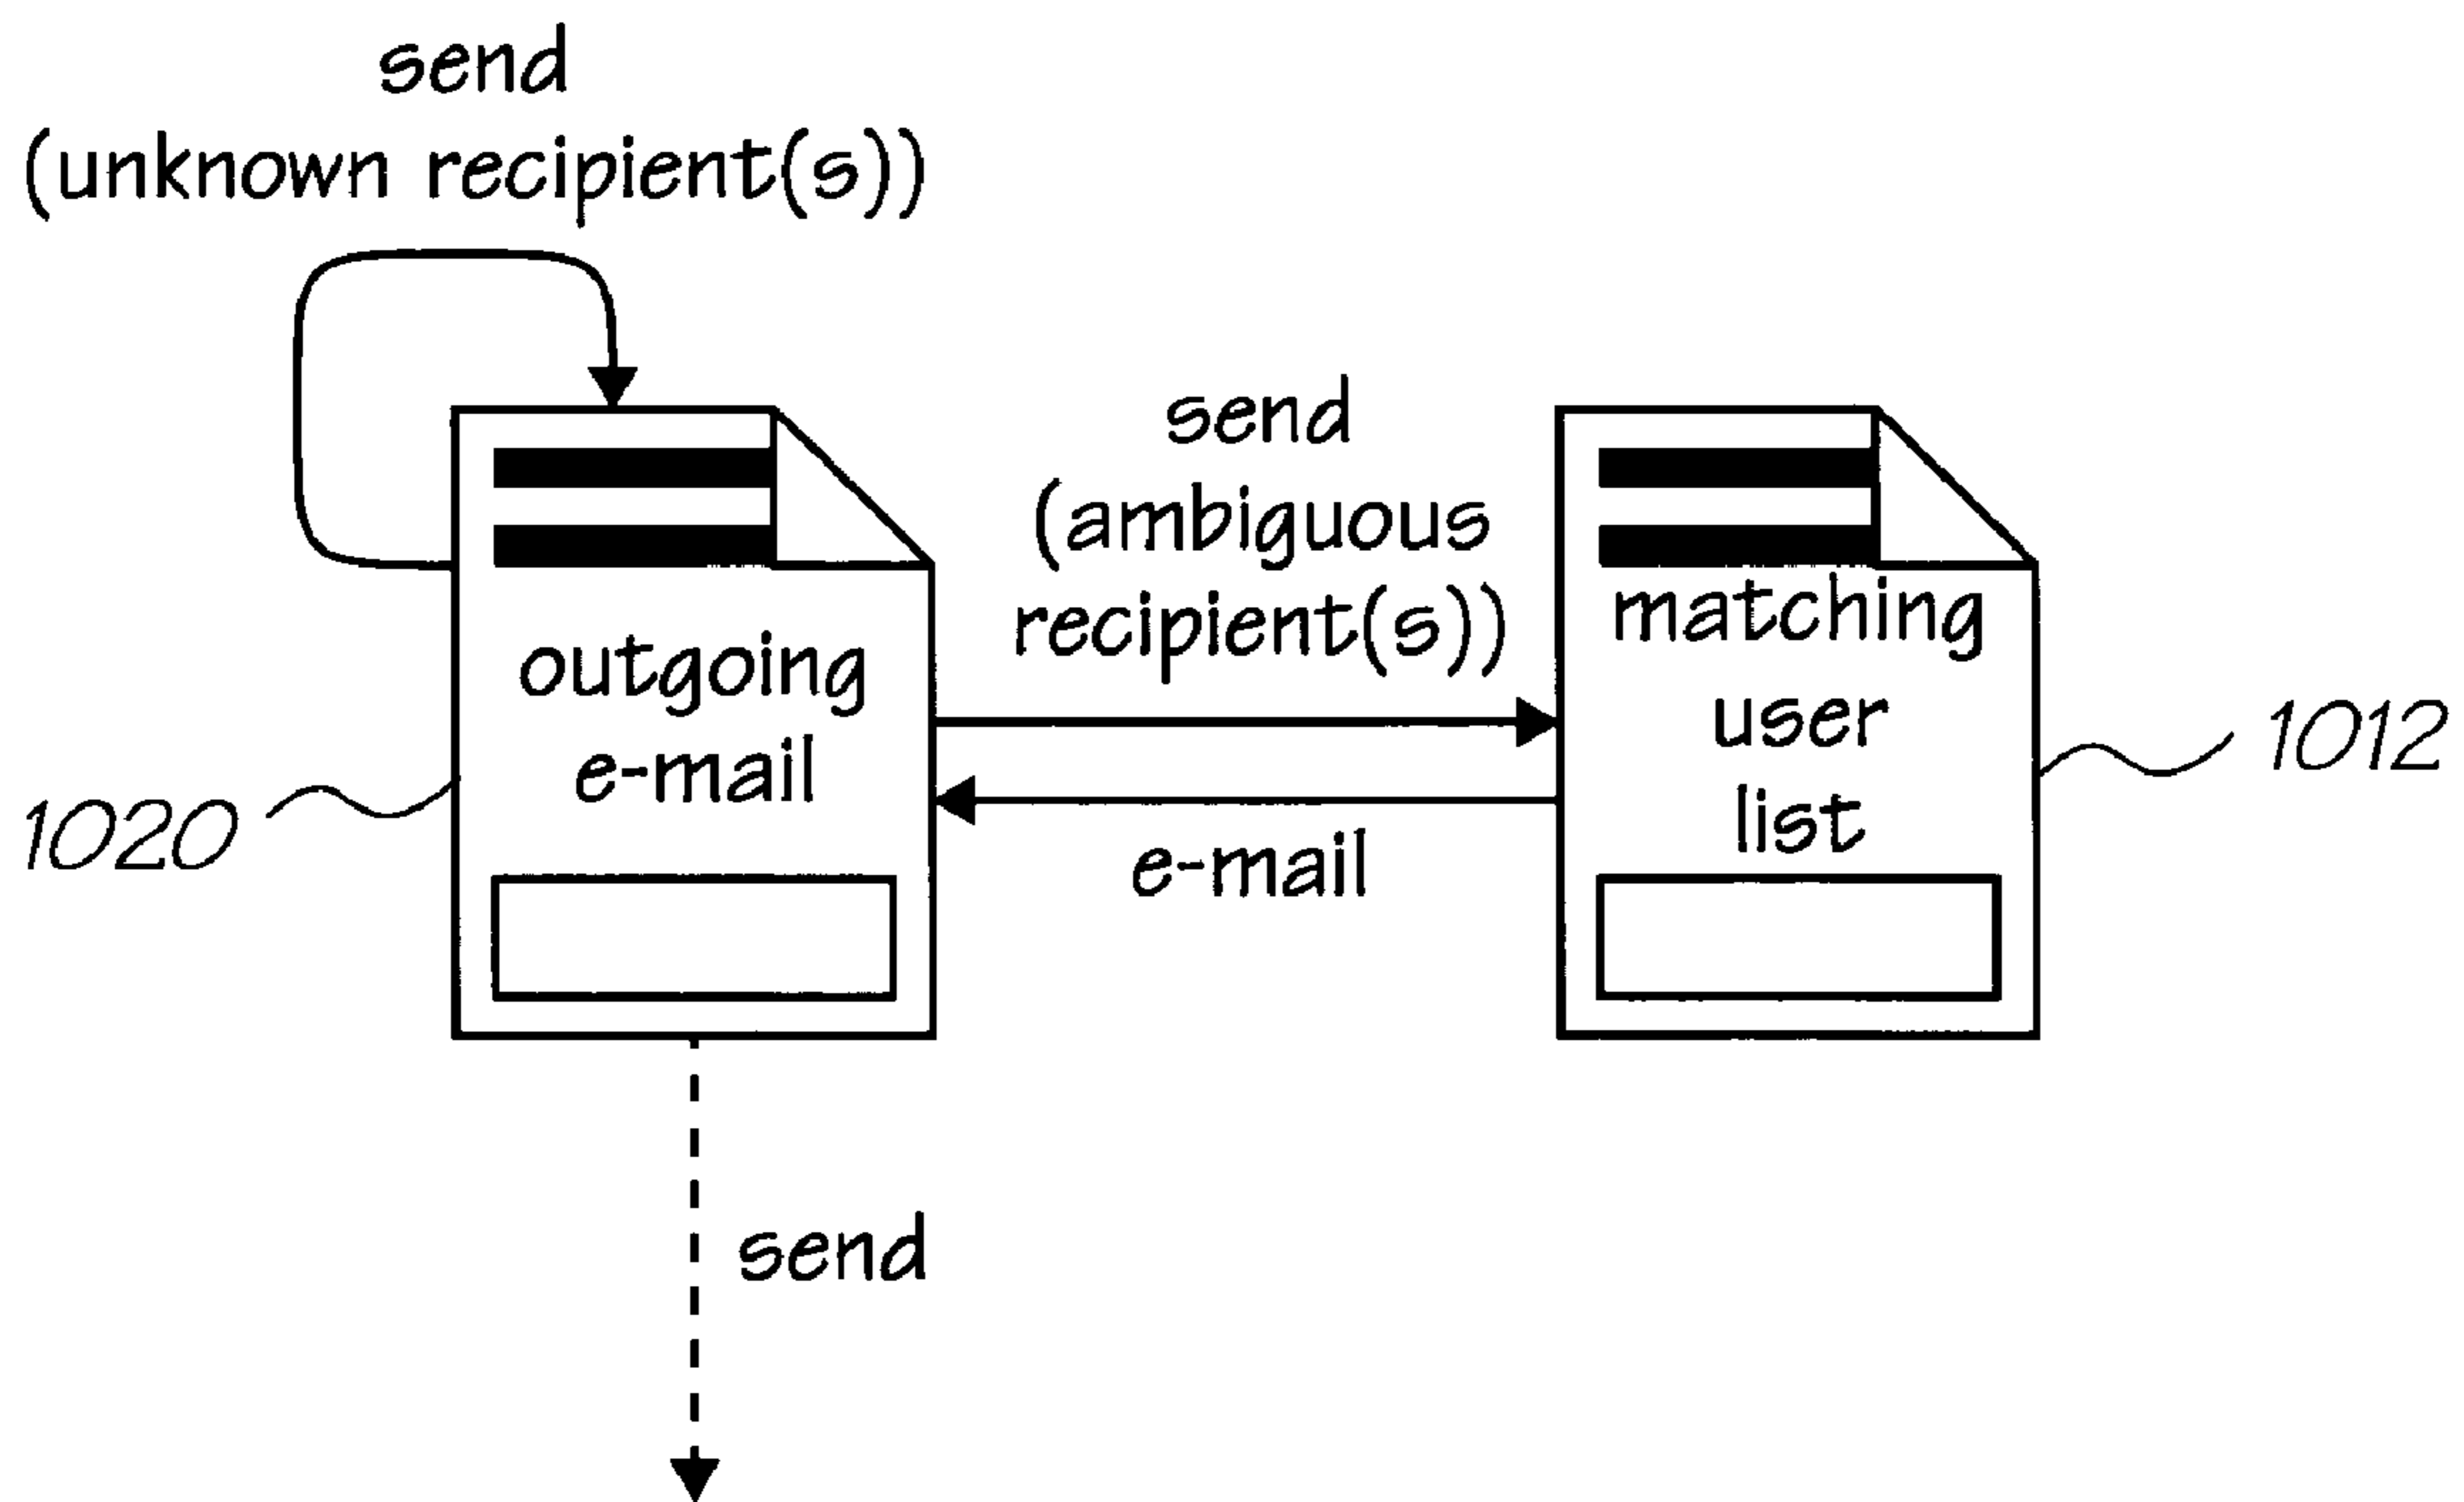 send
(unknown recipient(s))
send
(ambiguous
recipient(s))
outgoing
e-mail
matching
user
list
1012
1020
e-mail
send